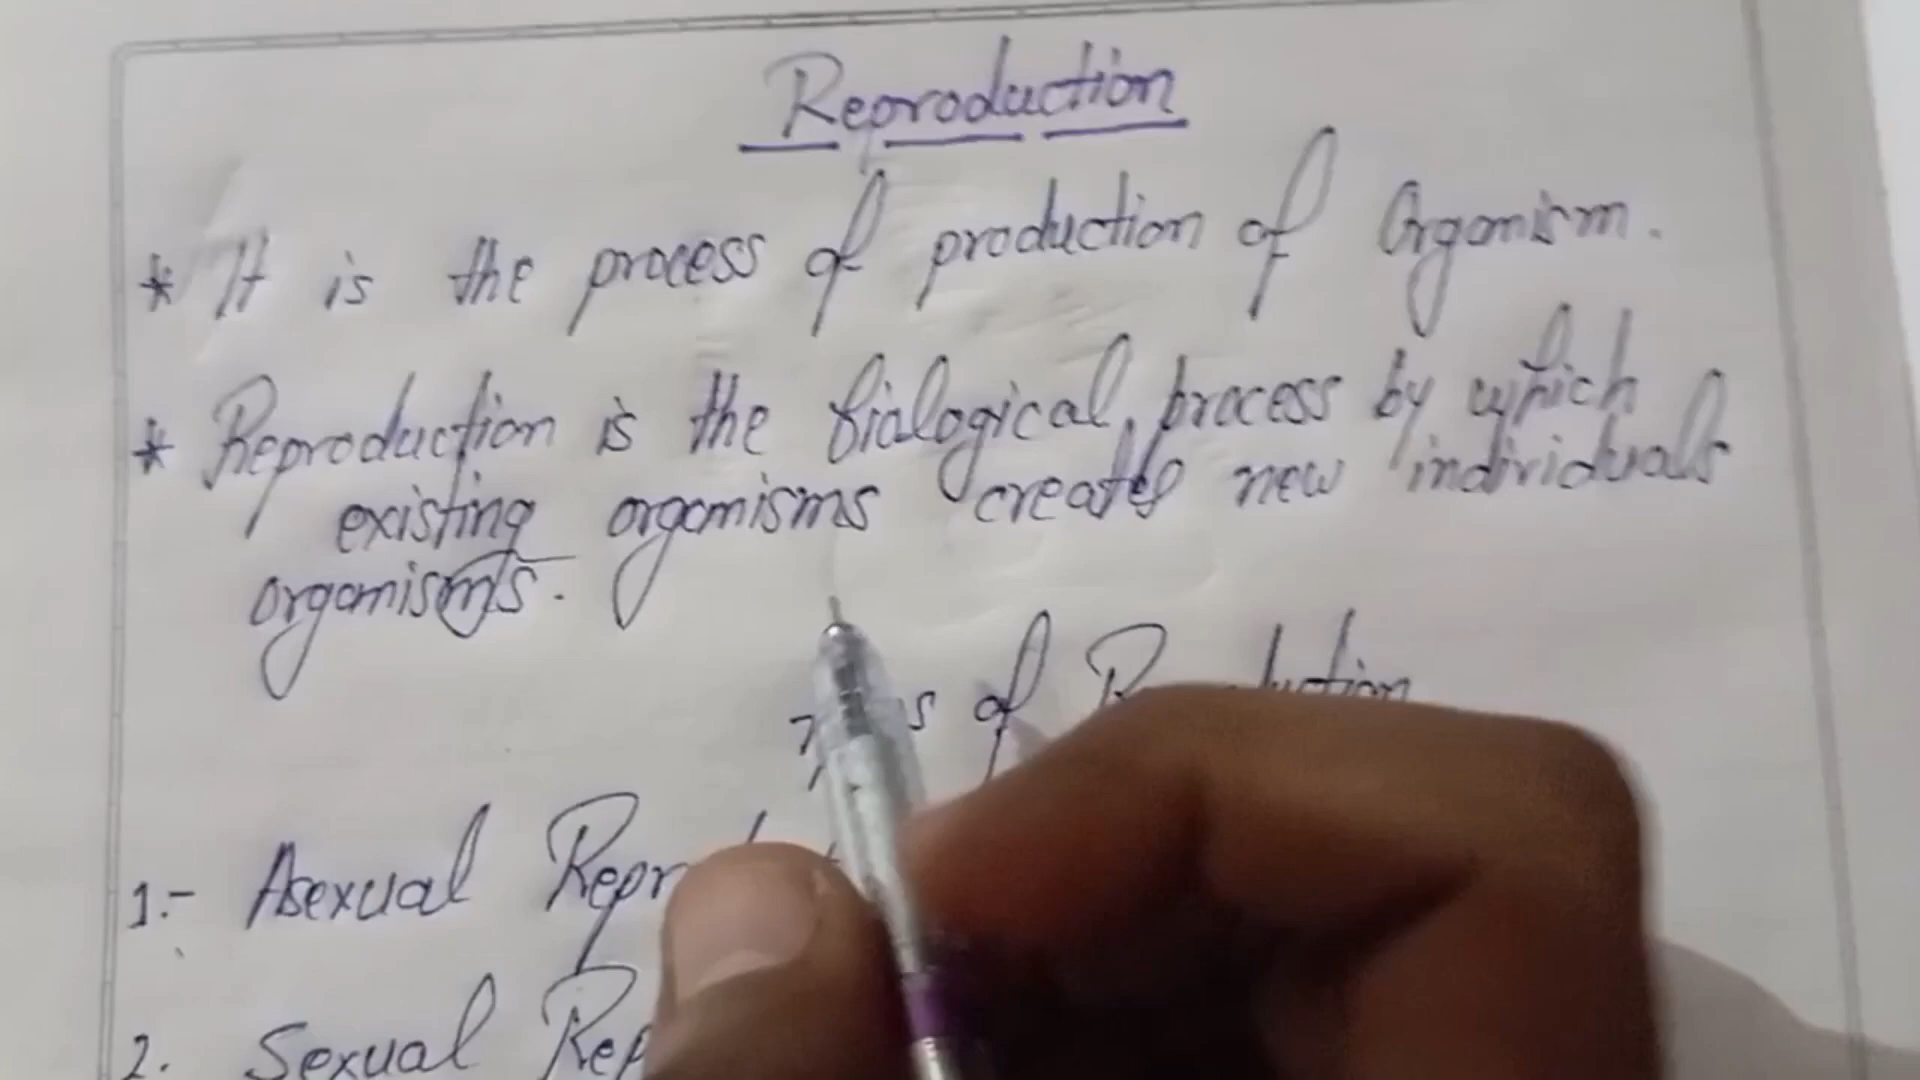 Reproduction
* It is the process of production of Organism.
* Reproduction is the biological process by which
existing organisms creates new individuals
organisms.
of
1.- Asexual
2. Sexual